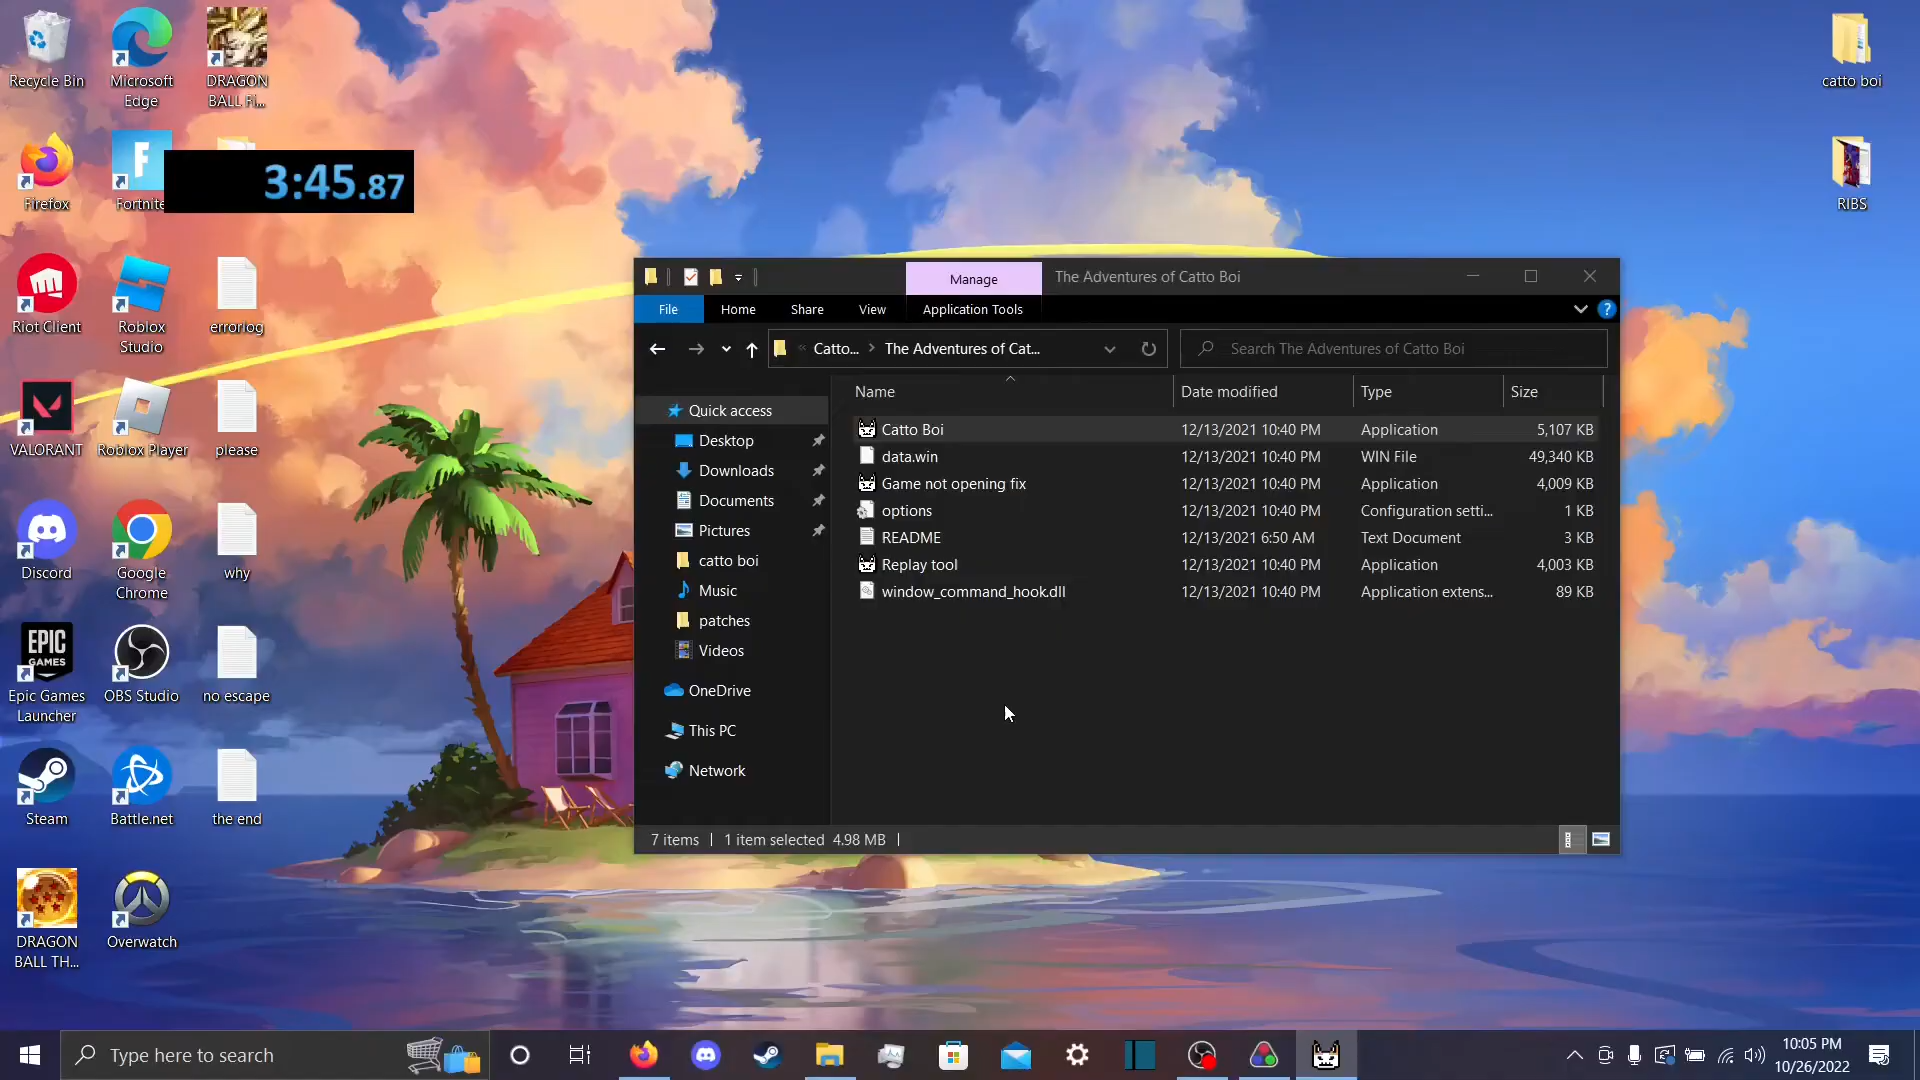 Recycle Bin
Microsoft
Edge
DRAGON
BALL Fi...
catto boi
3:45.87
F
Firefox
Fortnite
RIBS
Riot Client
Roblox
Studio
errorlog
VALORANT
Roblox Player
please
Discord
Google
Chrome
why
EPIC
GAMES
Epic Games
Launcher
OBS Studio
no escape
Steam
Battle.net
the end
DRAGON
BALL TH...
Overwatch
Manage
The Adventures of Catto Boi
File
Home
Share
View
Application Tools
?
« Catto... > The Adventures of Cat...
Search The Adventures of Catto Boi
Name
Date modified
Type
Size
Quick access
Desktop
Downloads
Documents
Pictures
catto boi
Music
patches
Videos
OneDrive
This PC
Network
Catto Boi 12/13/2021 10:40 PM Application 5,107 KB
data.win 12/13/2021 10:40 PM WIN File 49,340 KB
Game not opening fix 12/13/2021 10:40 PM Application 4,009 KB
options 12/13/2021 10:40 PM Configuration setti... 1 KB
README 12/13/2021 6:50 AM Text Document 3 KB
Replay tool 12/13/2021 10:40 PM Application 4,003 KB
window_command_hook.dll 12/13/2021 10:40 PM Application extens... 89 KB
7 items
1 item selected 4.98 MB
Type here to search
10:05 PM
10/26/2022